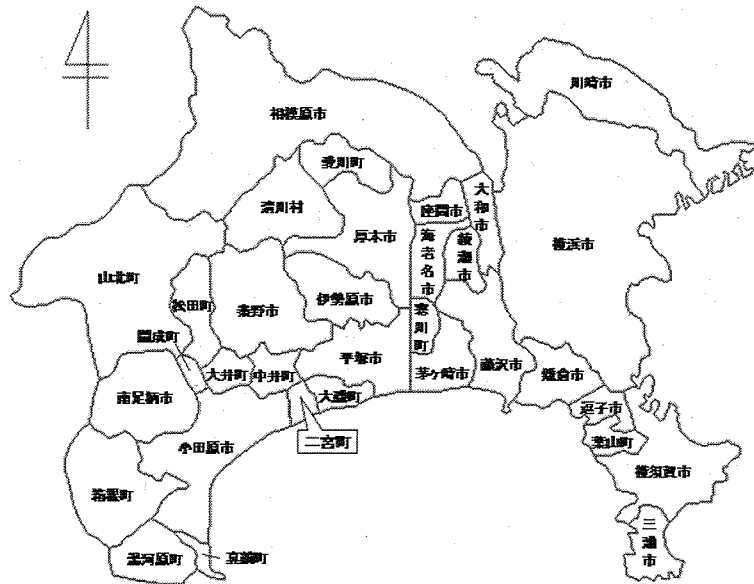 川崎市
相模原市
愛川町
大和市
清川村
座間市
厚木市
海老名市
綾瀬市
横浜市
山北町
松田町
秦野市
伊勢原市
寒川町
開成町
大井町
中井町
平塚市
茅ヶ崎市
藤沢市
鎌倉市
南足柄市
大磯町
逗子市
小田原市
二宮町
葉山町
横須賀市
箱根町
三浦市
湯河原町
真鶴町